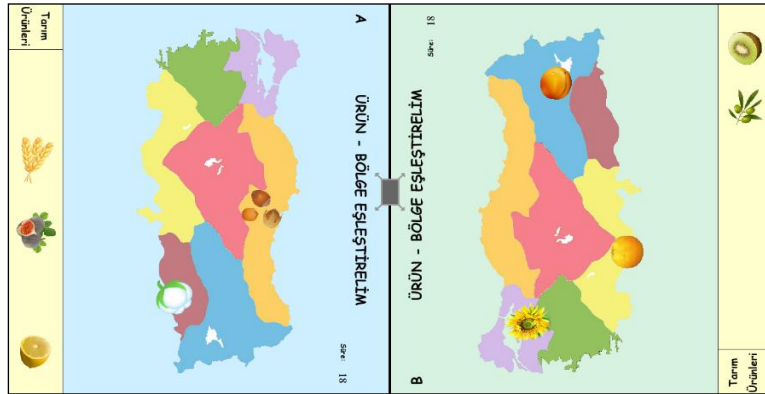 A
ÜRÜN - BÖLGE EŞLEŞTİRELİM
Süre: 18
Tarım
Ürünleri
B
ÜRÜN - BÖLGE EŞLEŞTİRELİM
Süre: 18
Tarım
Ürünleri